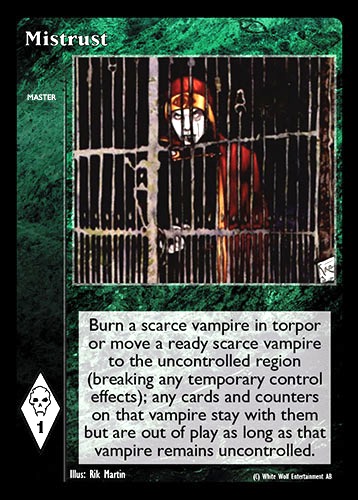 Mistrust
MASTER
Burn a scarce vampire in torpor
or move a ready scarce vampire
to the uncontrolled region
(breaking any temporary control
effects); any cards and counters
on that vampire stay with them
but are out of play as long as that
vampire remains uncontrolled.
1
Illus: Rik Martin
(C) White Wolf Entertainment AB